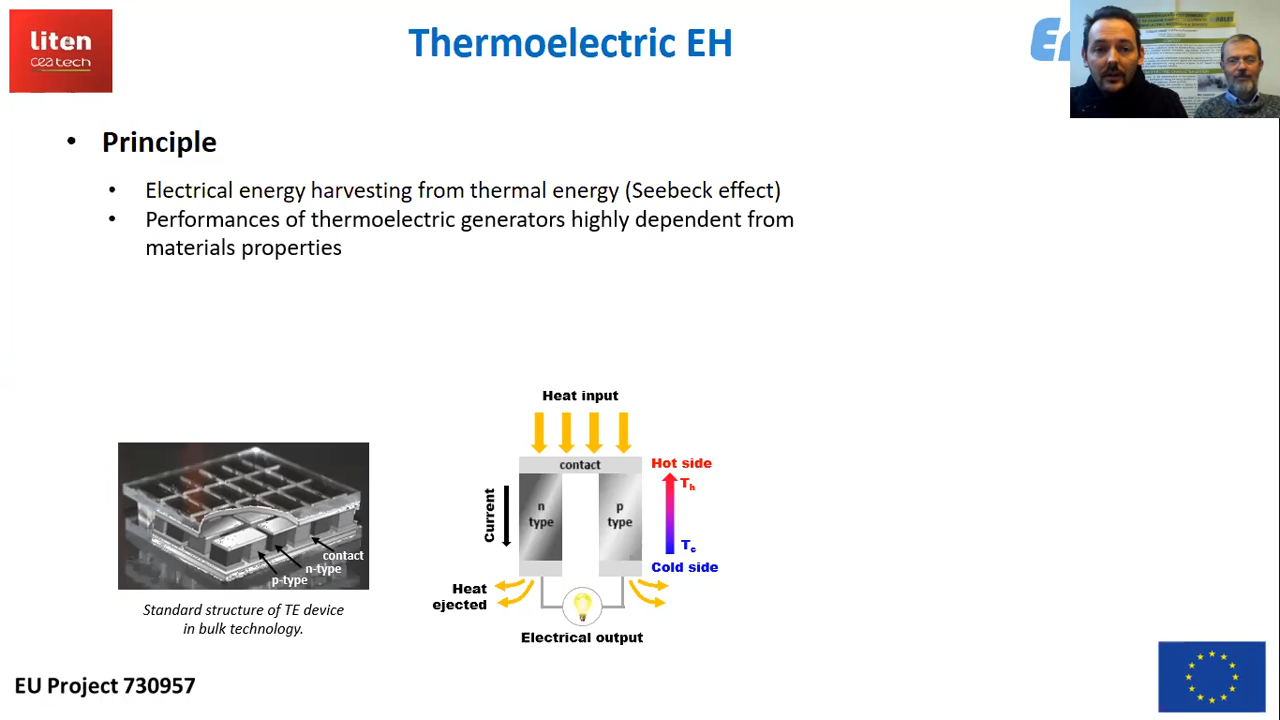 liten
ceatech
Thermoelectric EH
• Principle
• Electrical energy harvesting from thermal energy (Seebeck effect)
• Performances of thermoelectric generators highly dependent from
materials properties
contact
n-type
p-type
Standard structure of TE device
in bulk technology.
Heat input
contact
Hot side
Th
n
type
p
type
Current
Tc
Cold side
Heat
ejected
Electrical output
EU Project 730957